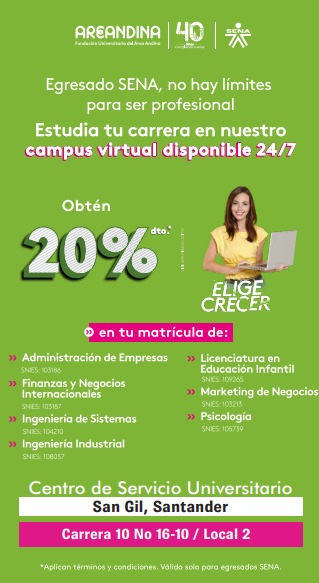 AREANDINA
Fundación Universitaria del Área Andina
40
SENA
Egresado SENA, no hay límites
para ser profesional
Estudia tu carrera en nuestro
campus virtual disponible 24/7
Obtén
20% dto.*
ELIGE
CRECER
en tu matrícula de:
Administración de Empresas
SNIES: 103186
Finanzas y Negocios
Internacionales
SNIES: 103187
Ingeniería de Sistemas
SNIES: 104210
Ingeniería Industrial
SNIES: 108057
Licenciatura en
Educación Infantil
SNIES: 109265
Marketing de Negocios
SNIES: 103213
Psicología
SNIES: 105739
Centro de Servicio Universitario
San Gil, Santander
Carrera 10 No 16-10 / Local 2
*Aplican términos y condiciones. Válido solo para egresados SENA.